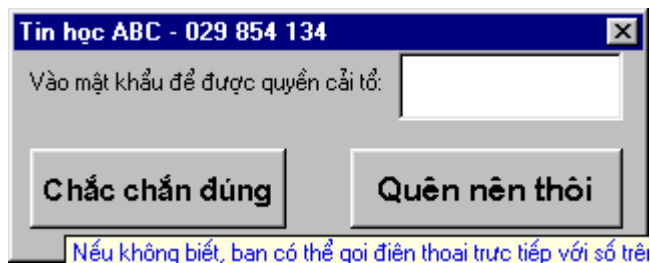 Tin học ABC - 029 854 134
Vào mật khẩu để được quyền cải tổ:
Chắc chắn đúng
Quên nên thôi
Nếu không biết, bạn có thể gọi điện thoại trực tiếp với số trên